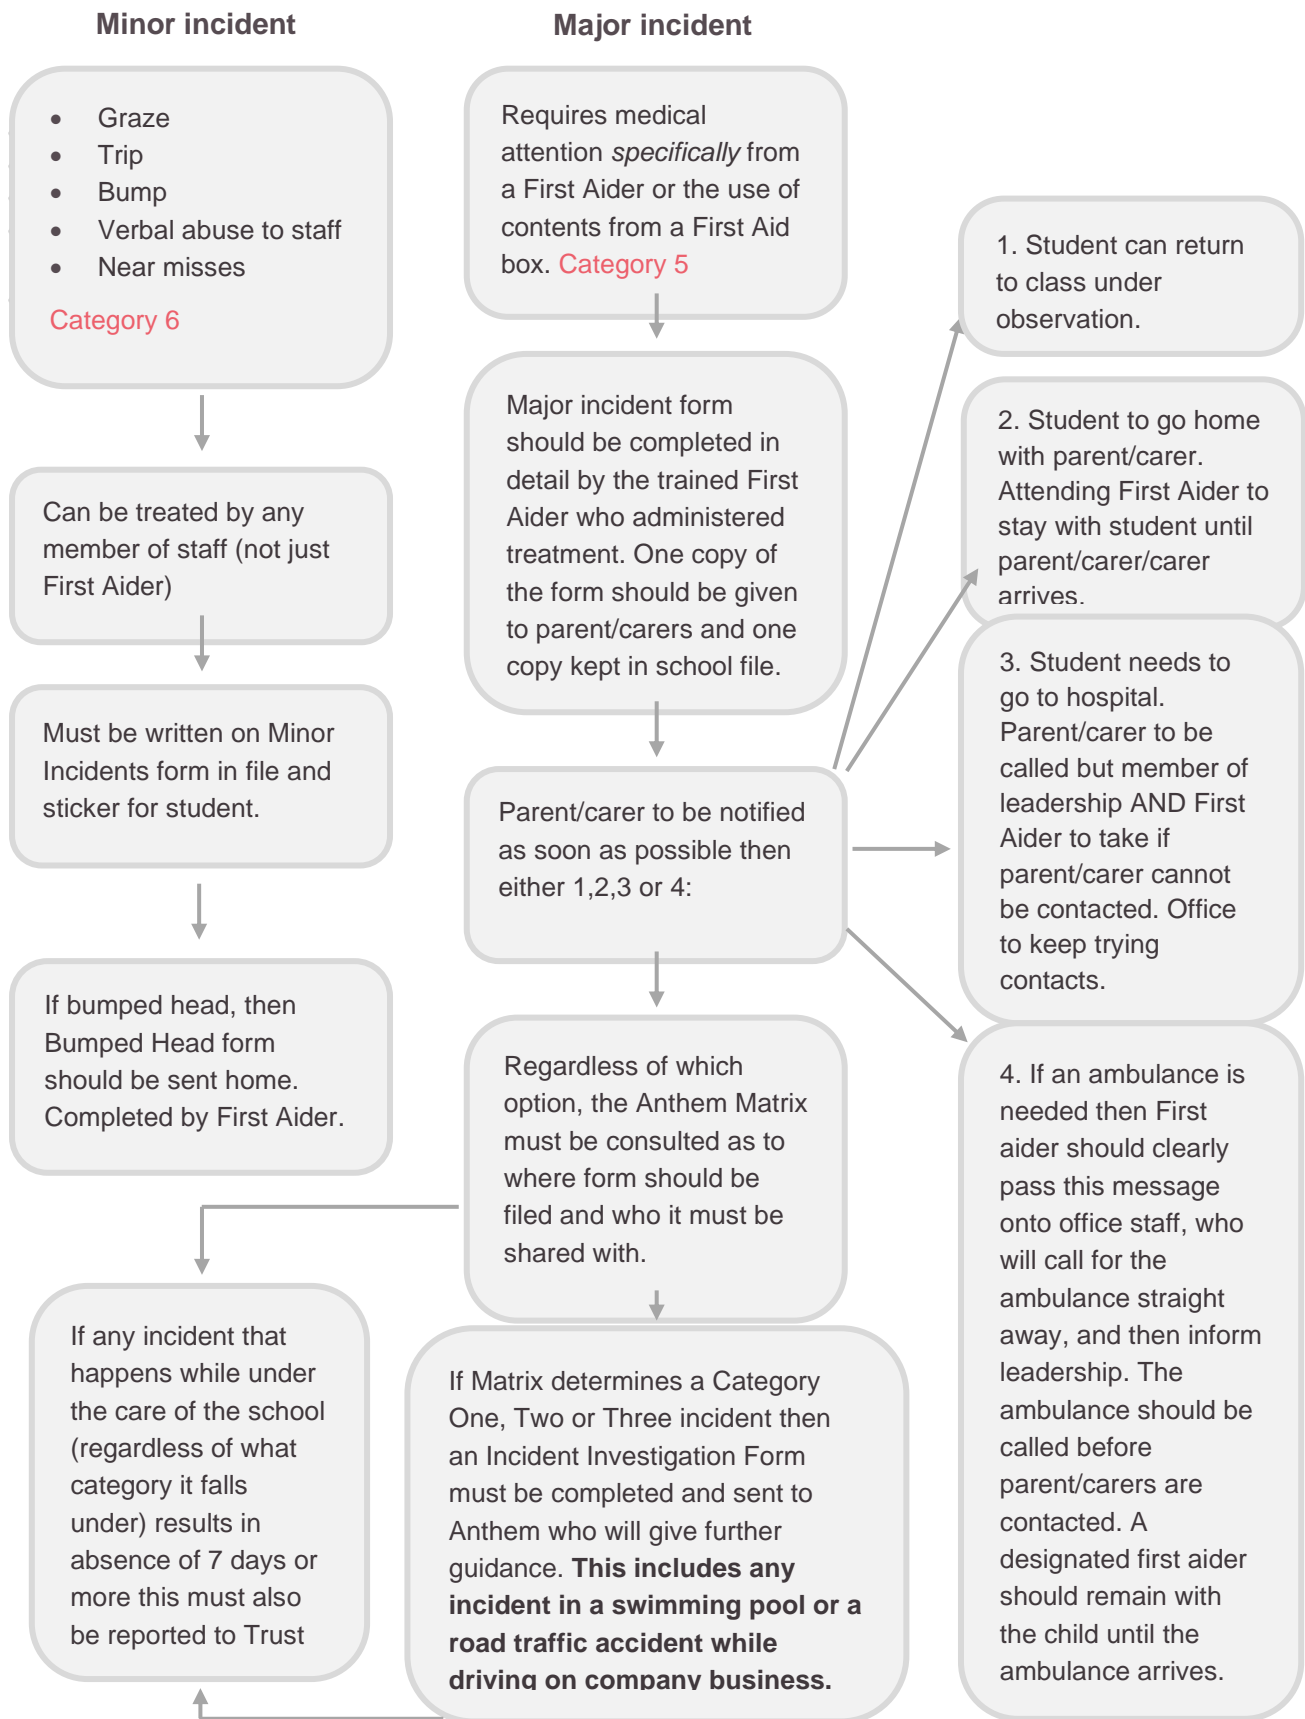 Minor incident
Major incident
• Graze
• Trip
• Bump
• Verbal abuse to staff
• Near misses
Category 6
Can be treated by any
member of staff (not just
First Aider)
Must be written on Minor
Incidents form in file and
sticker for student.
If bumped head, then
Bumped Head form
should be sent home.
Completed by First Aider.
If any incident that
happens while under
the care of the school
(regardless of what
category it falls
under) results in
absence of 7 days or
more this must also
be reported to Trust
Requires medical
attention specifically from
a First Aider or the use of
contents from a First Aid
box. Category 5
Major incident form
should be completed in
detail by the trained First
Aider who administered
treatment. One copy of
the form should be given
to parent/carers and one
copy kept in school file.
Parent/carer to be notified
as soon as possible then
either 1,2,3 or 4:
Regardless of which
option, the Anthem Matrix
must be consulted as to
where form should be
filed and who it must be
shared with.
If Matrix determines a Category
One, Two or Three incident then
an Incident Investigation Form
must be completed and sent to
Anthem who will give further
guidance. This includes any
incident in a swimming pool or a
road traffic accident while
driving on company business.
1. Student can return
to class under
observation.
2. Student to go home
with parent/carer.
Attending First Aider to
stay with student until
parent/carer/carer
arrives.
3. Student needs to
go to hospital.
Parent/carer to be
called but member of
leadership AND First
Aider to take if
parent/carer cannot
be contacted. Office
to keep trying
contacts.
4. If an ambulance is
needed then First
aider should clearly
pass this message
onto office staff, who
will call for the
ambulance straight
away, and then inform
leadership. The
ambulance should be
called before
parent/carers are
contacted. A
designated first aider
should remain with
the child until the
ambulance arrives.